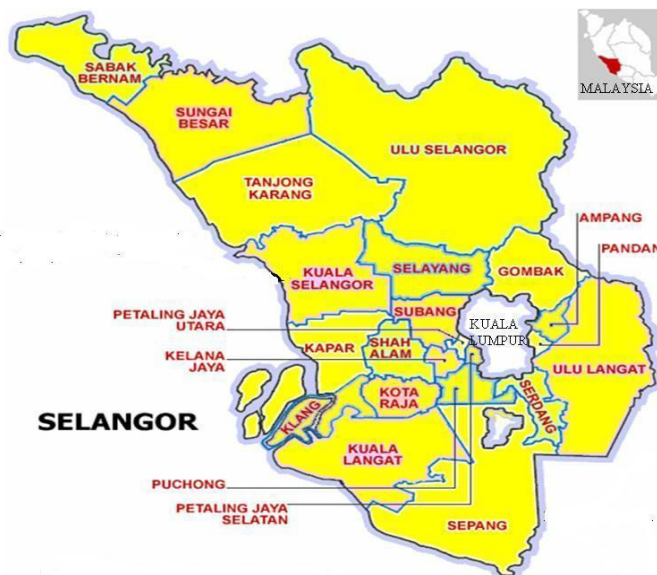 SABAK
BERNAM
MALAYSIA
SUNGAI
BESAR
ULU SELANGOR
TANJONG
KARANG
AMPANG
PANDAN
SELAYANG
GOMBAK
KUALA
SELANGOR
PETALING JAYA
UTARA
SUBANG
KUALA
LUMPUR
KAPAR
SHAH
ALAM
KELANA
JAYA
ULU LANGAT
KOTA
RAJA
SERDANG
SELANGOR
KLANG
KUALA
LANGAT
PUCHONG
PETALING JAYA
SELATAN
SEPANG